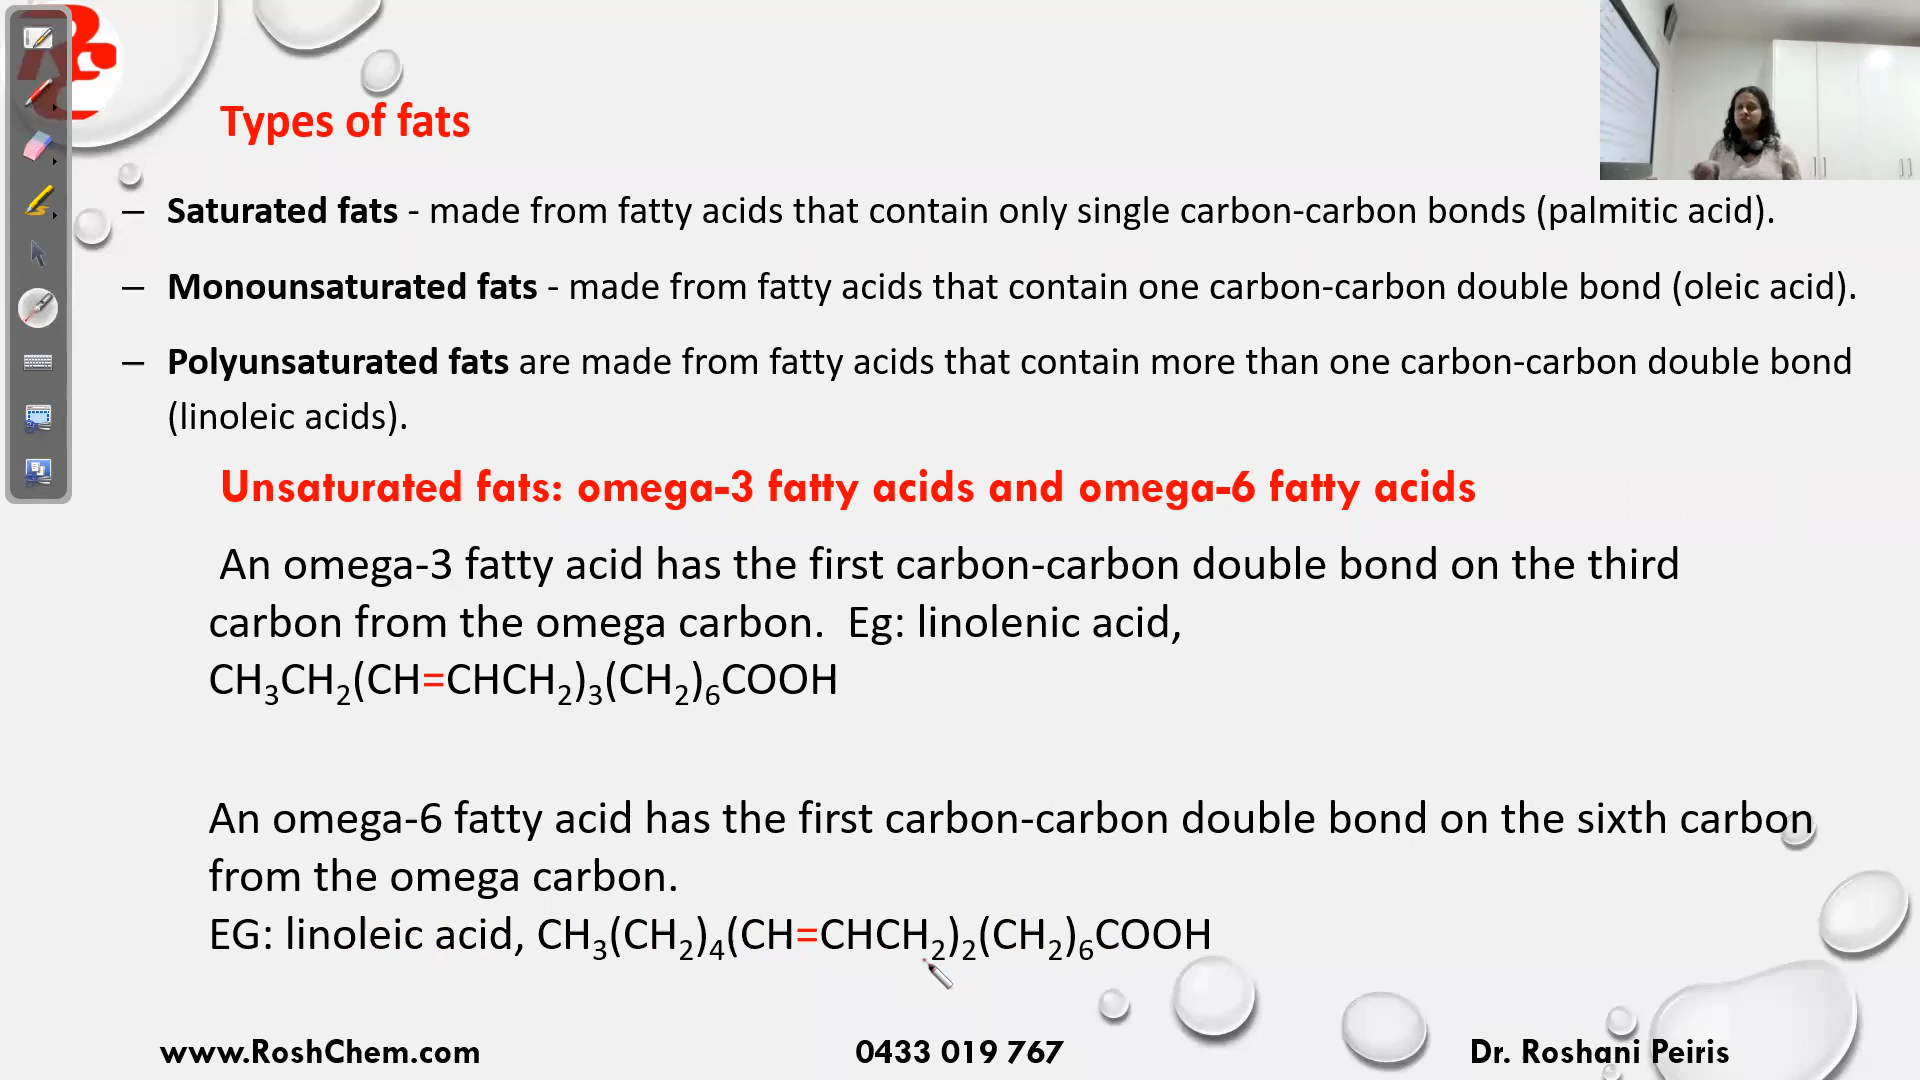 Types of fats
– Saturated fats - made from fatty acids that contain only single carbon-carbon bonds (palmitic acid).
– Monounsaturated fats - made from fatty acids that contain one carbon-carbon double bond (oleic acid).
– Polyunsaturated fats are made from fatty acids that contain more than one carbon-carbon double bond
(linoleic acids).
Unsaturated fats: omega-3 fatty acids and omega-6 fatty acids
An omega-3 fatty acid has the first carbon-carbon double bond on the third
carbon from the omega carbon. Eg: linolenic acid,
CH₃CH₂(CH=CHCH₂)₃(CH₂)₆COOH
An omega-6 fatty acid has the first carbon-carbon double bond on the sixth carbon
from the omega carbon.
EG: linoleic acid, CH₃(CH₂)₄(CH=CHCH₂)₂(CH₂)₆COOH
www.RoshChem.com 0433 019 767 Dr. Roshani Peiris